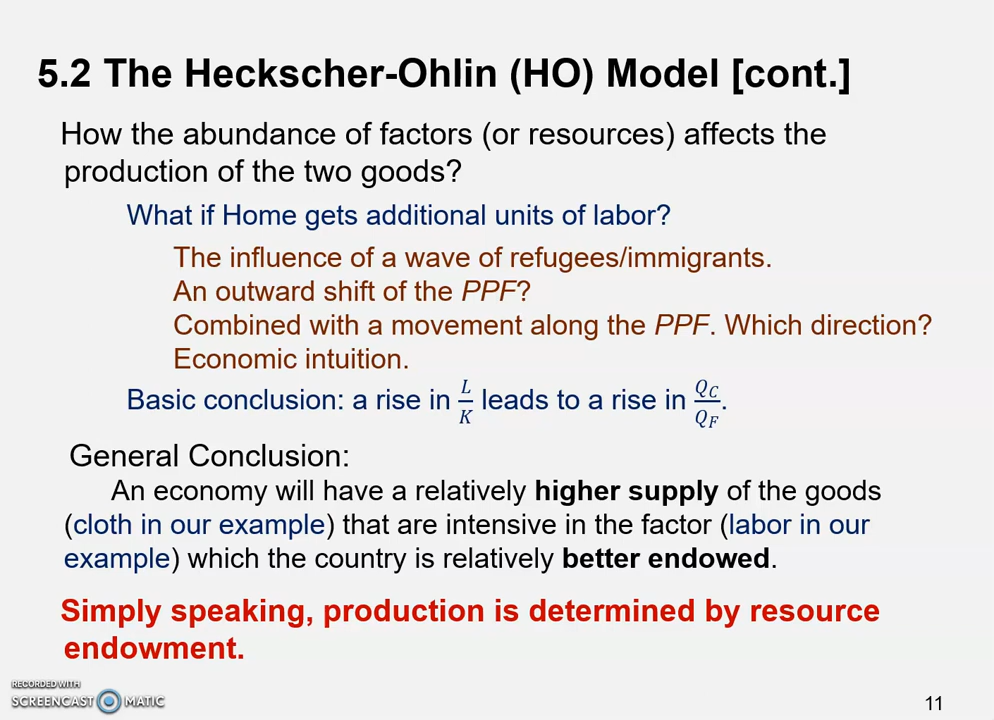 5.2 The Heckscher-Ohlin (HO) Model [cont.]
How the abundance of factors (or resources) affects the
production of the two goods?
What if Home gets additional units of labor?
The influence of a wave of refugees/immigrants.
An outward shift of the PPF?
Combined with a movement along the PPF. Which direction?
Economic intuition.
Basic conclusion: a rise in L/K leads to a rise in Q_C/Q_F.
General Conclusion:
An economy will have a relatively higher supply of the goods
(cloth in our example) that are intensive in the factor (labor in our
example) which the country is relatively better endowed.
Simply speaking, production is determined by resource
endowment.
RECORDED WITH
SCREENCAST MATIC
11